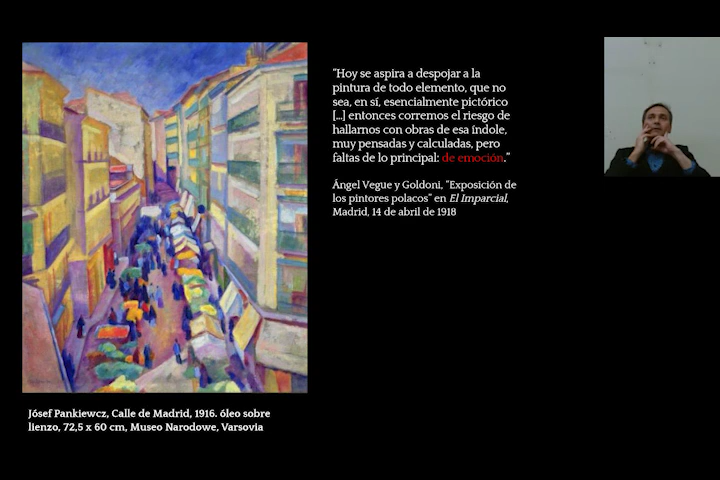 “Hoy se aspira a despojar a la
pintura de todo elemento, que no
sea, en sí, esencialmente pictórico
[...] entonces corremos el riesgo de
hallarnos con obras de esa índole,
muy pensadas y calculadas, pero
faltas de lo principal: de emoción.”
Ángel Vegue y Goldoni, “Exposición de
los pintores polacos” en El Imparcial,
Madrid, 14 de abril de 1918
Jósef Pankiewcz, Calle de Madrid, 1916. óleo sobre
lienzo, 72,5 x 60 cm, Museo Narodowe, Varsovia